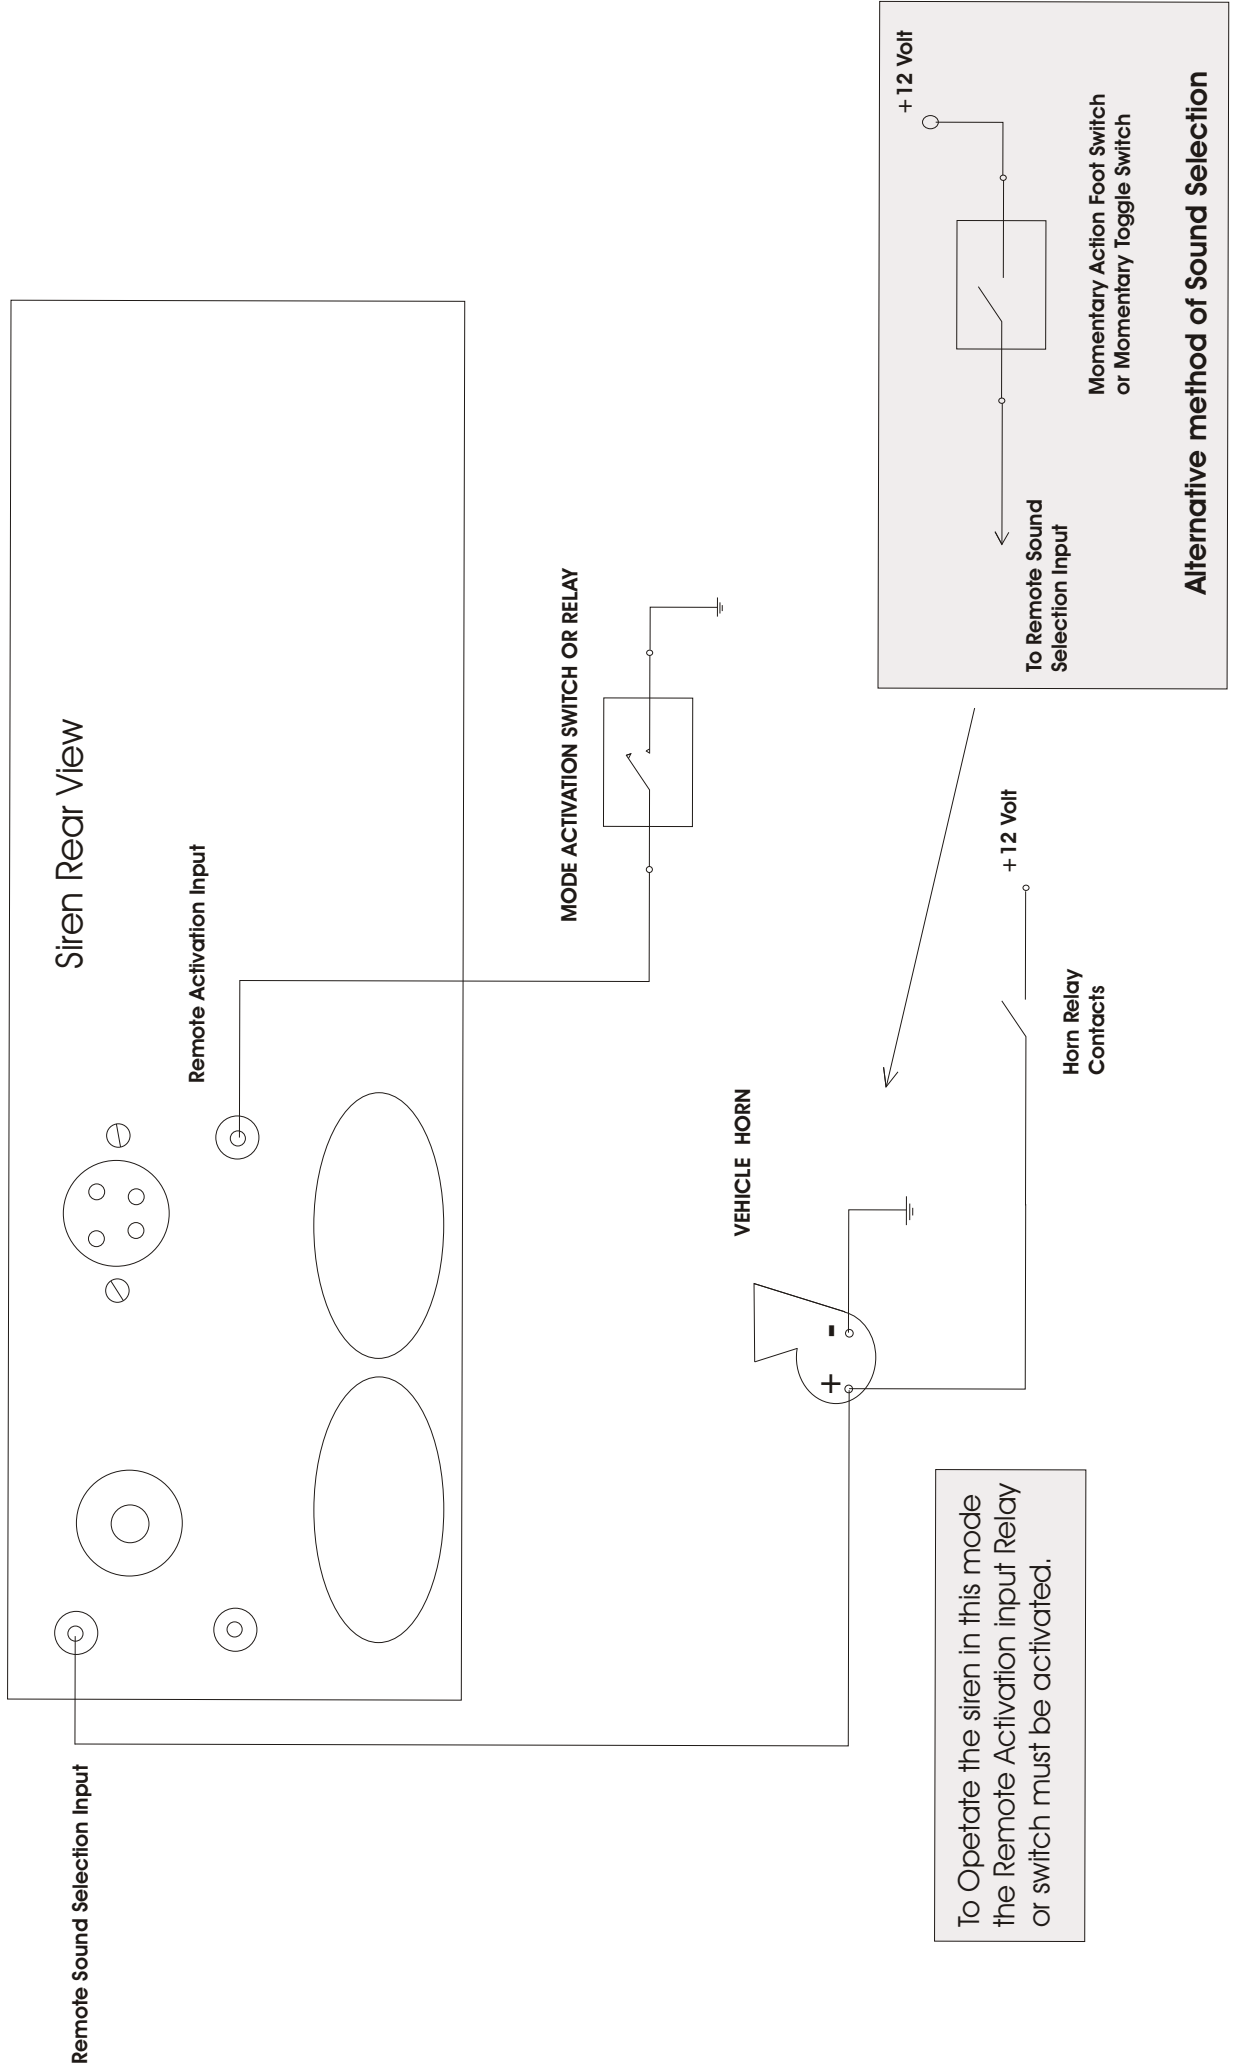 Siren Rear View
Remote Sound Selection Input
Remote Activation Input
MODE ACTIVATION SWITCH OR RELAY
VEHICLE HORN
+
-
+12 Volt
Horn Relay
Contacts
To Opetate the siren in this mode
the Remote Activation input Relay
or switch must be activated.
+12 Volt
To Remote Sound
Selection Input
Momentary Action Foot Switch
or Momentary Toggle Switch
Alternative method of Sound Selection